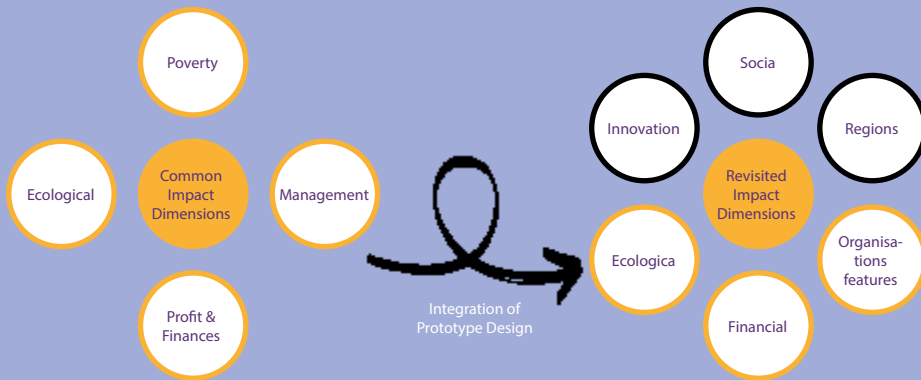 Poverty
Ecological
Common
Impact
Dimensions
Management
Profit &
Finances
Integration of
Prototype Design
Socia
Innovation
Regions
Revisited
Impact
Dimensions
Ecologica
Organisa-
tions
features
Financial